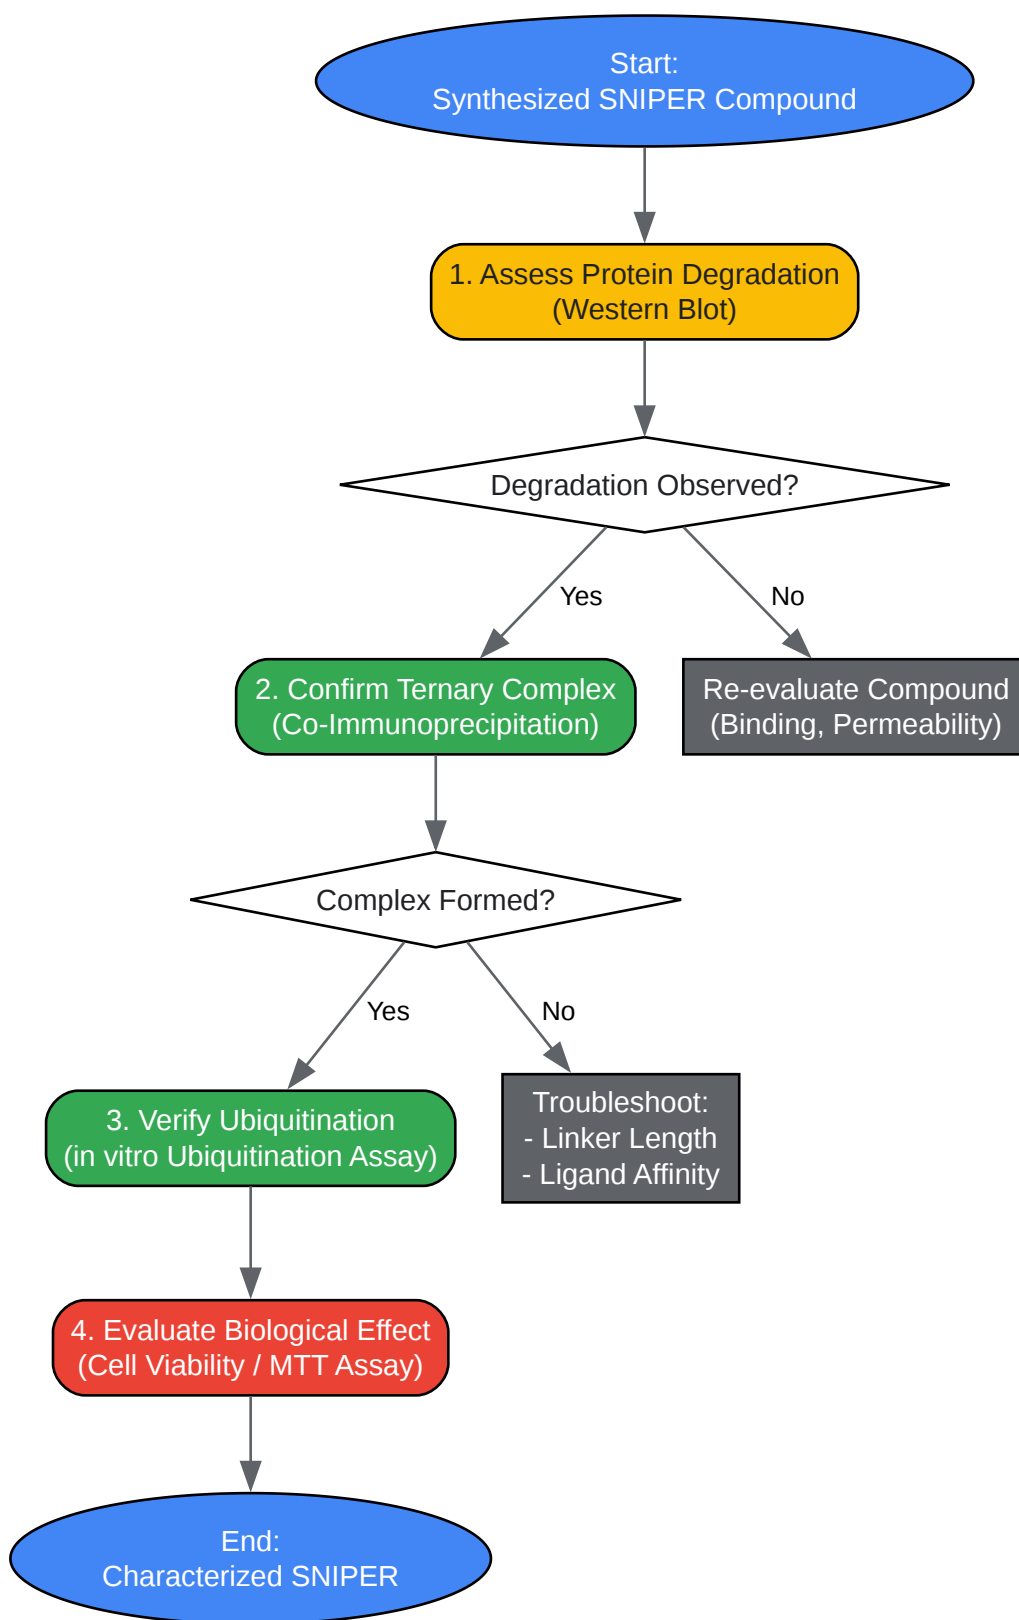 Start:
Synthesized SNIPER Compound
1. Assess Protein Degradation
(Western Blot)
Degradation Observed?
Yes
No
2. Confirm Ternary Complex
(Co-Immunoprecipitation)
Re-evaluate Compound
(Binding, Permeability)
Complex Formed?
Yes
No
3. Verify Ubiquitination
(in vitro Ubiquitination Assay)
Troubleshoot:
- Linker Length
- Ligand Affinity
4. Evaluate Biological Effect
(Cell Viability / MTT Assay)
End:
Characterized SNIPER